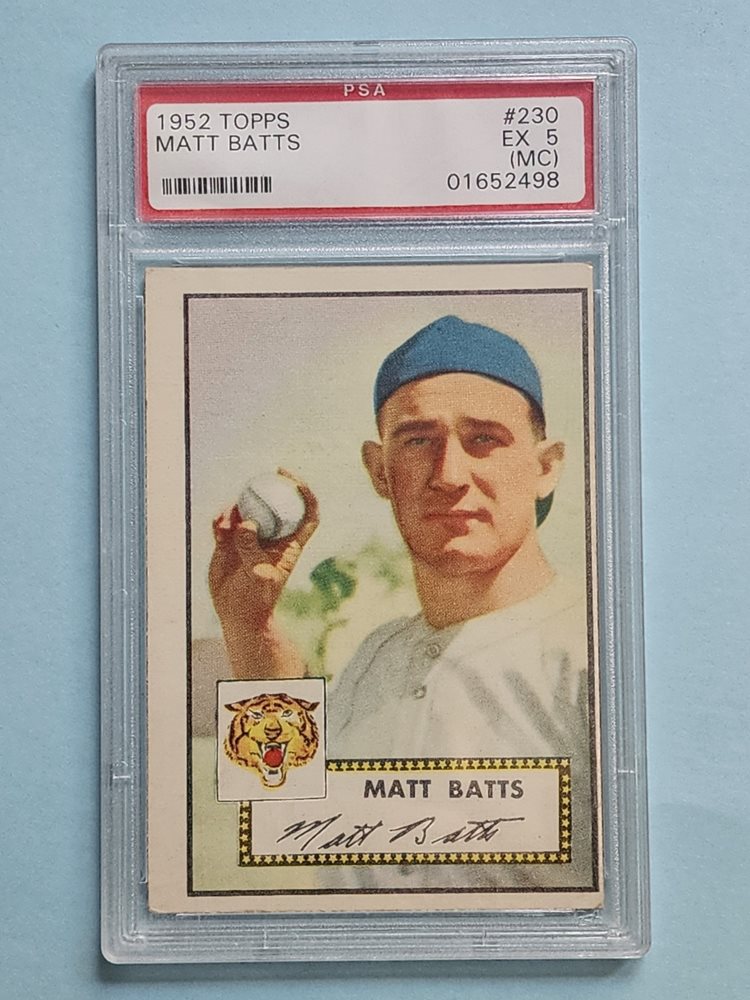 PSA
1952 TOPPS #230
MATT BATTS EX 5
(MC)
01652498
MATT BATTS
Matt Batts